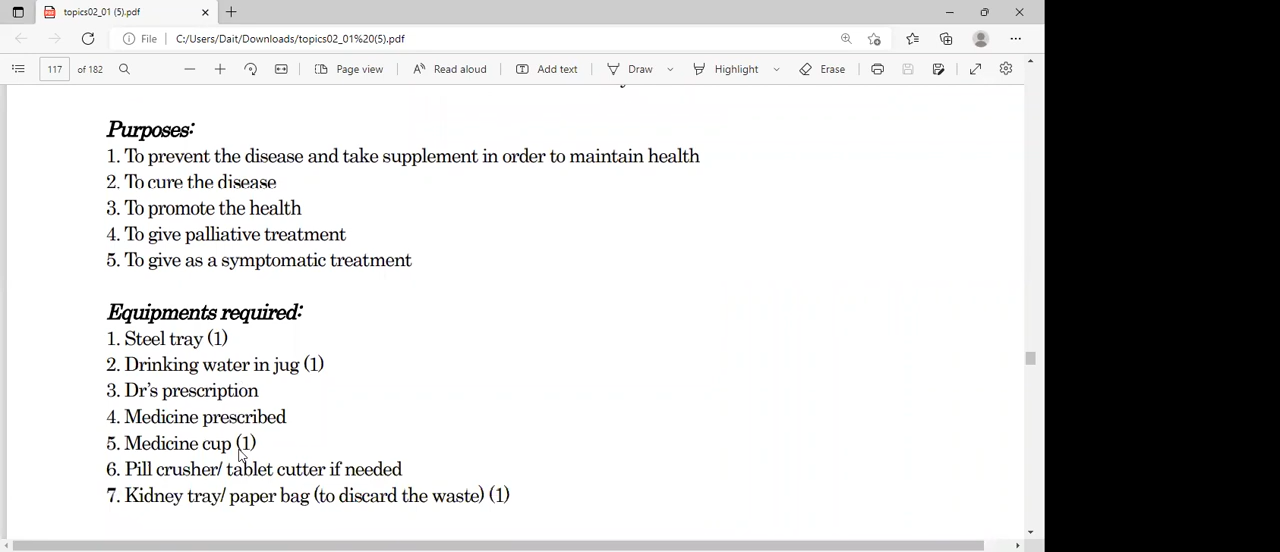 topics02_01 (5).pdf
File C:/Users/Dait/Downloads/topics02_01%20(5).pdf
117 of 182 Page view Read aloud Add text Draw Highlight Erase
Purposes:
1. To prevent the disease and take supplement in order to maintain health
2. To cure the disease
3. To promote the health
4. To give palliative treatment
5. To give as a symptomatic treatment
Equipments required:
1. Steel tray (1)
2. Drinking water in jug (1)
3. Dr's prescription
4. Medicine prescribed
5. Medicine cup (1)
6. Pill crusher/ tablet cutter if needed
7. Kidney tray/ paper bag (to discard the waste) (1)